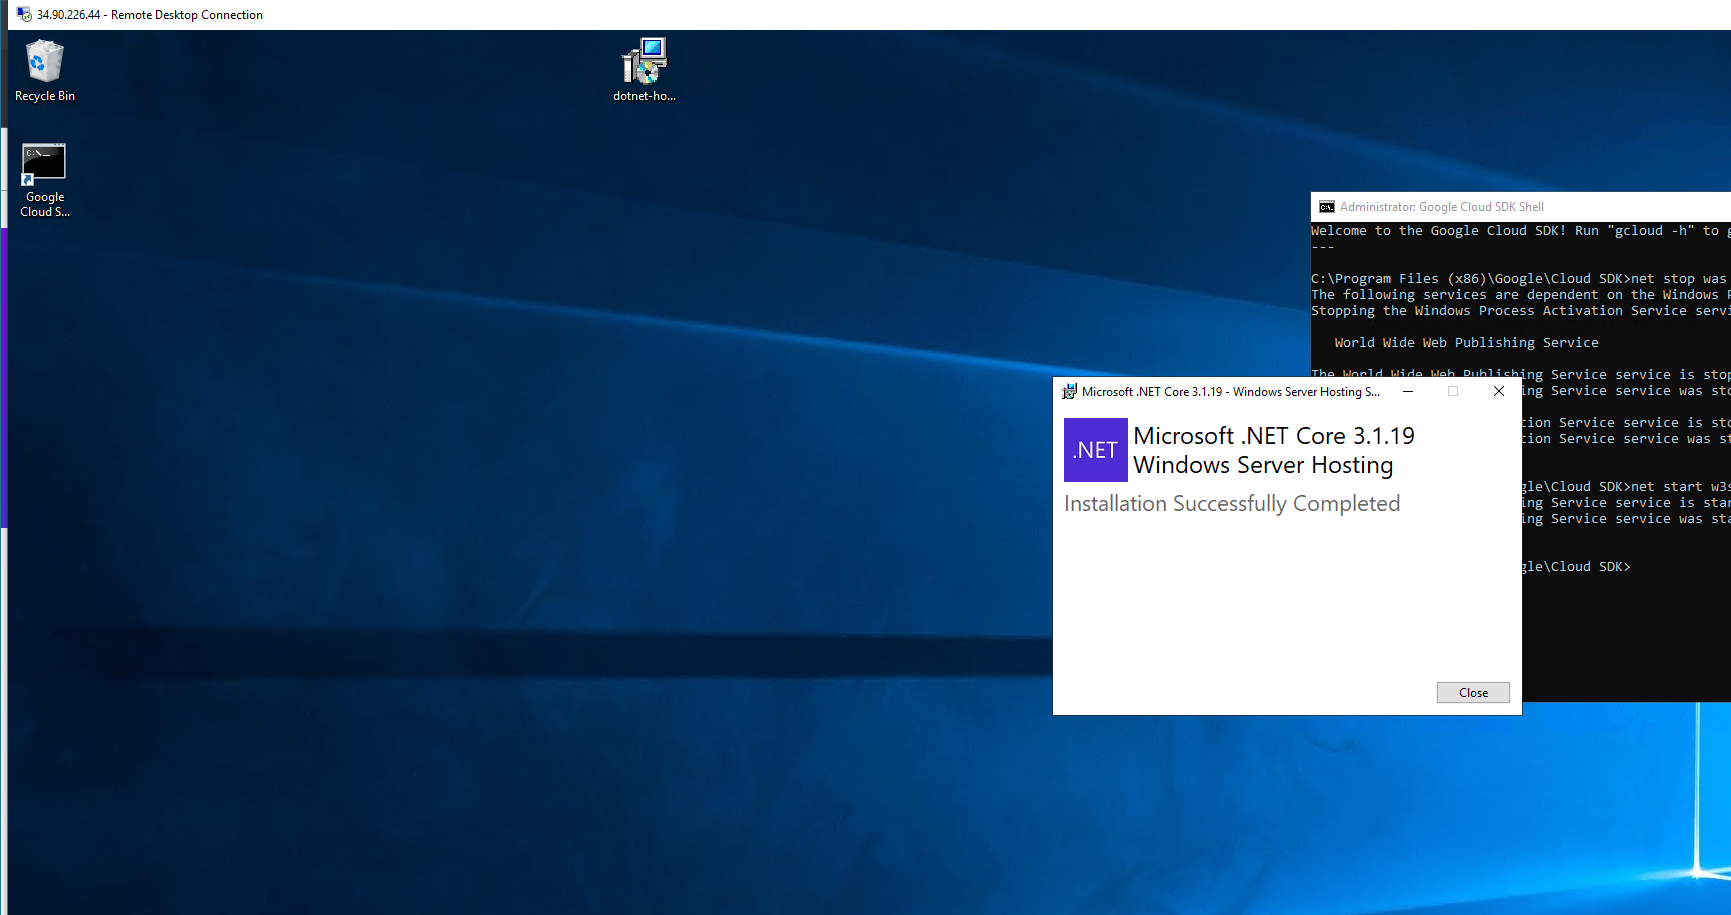 34.90.226.44 - Remote Desktop Connection
Recycle Bin
dotnet-ho...
Google
Cloud S...
Administrator: Google Cloud SDK Shell
Welcome to the Google Cloud SDK! Run "gcloud -h" to g
---
C:\Program Files (x86)\Google\Cloud SDK>net stop was
The following services are dependent on the Windows P
Stopping the Windows Process Activation Service servi
World Wide Web Publishing Service
The World Wide Web Publishing Service service is stop
ing Service service was sto
tion Service service is sto
tion Service service was st
gle\Cloud SDK>net start w3s
ing Service service is star
ing Service service was sta
gle\Cloud SDK>
Microsoft .NET Core 3.1.19 - Windows Server Hosting S...
.NET
Microsoft .NET Core 3.1.19
Windows Server Hosting
Installation Successfully Completed
Close